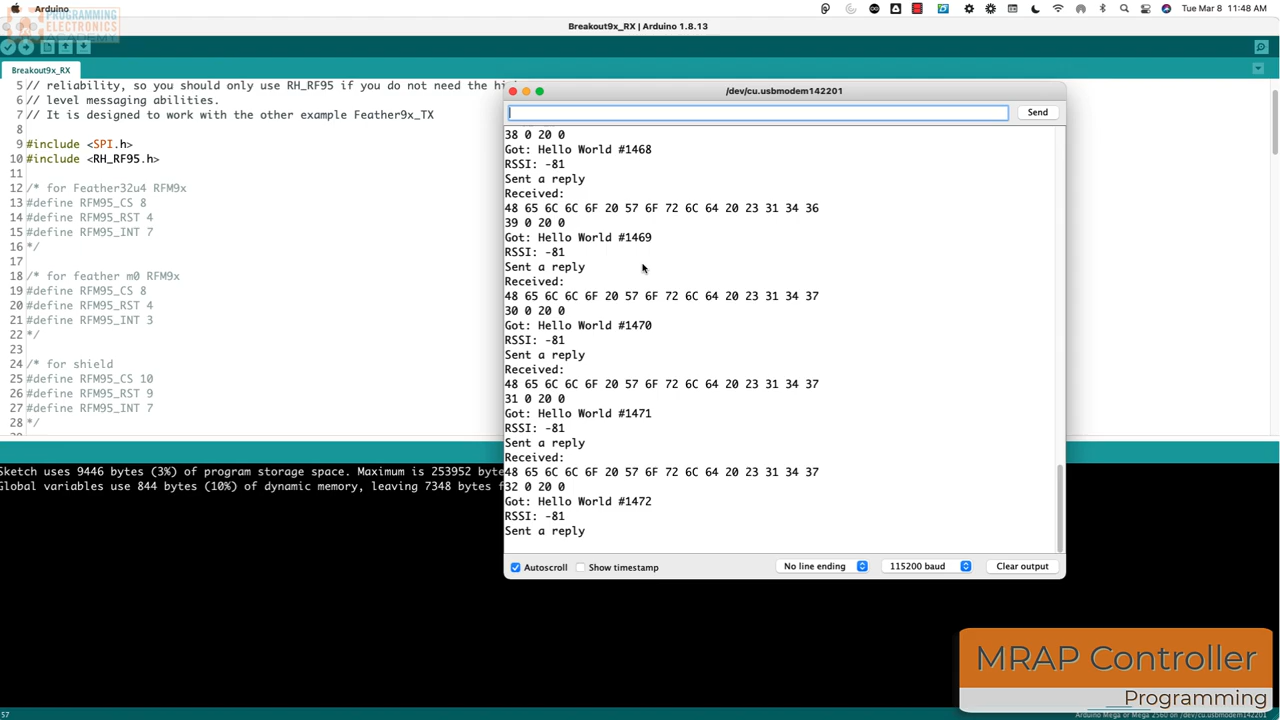 Arduino
Tue Mar 8 11:48 AM
PROGRAMMING
ELECTRONICS
ACADEMY
Breakout9x_RX | Arduino 1.8.13
Breakout9x_RX
5 // reliability, so you should only use RH_RF95 if you do not need the hi
6 // level messaging abilities.
7 // It is designed to work with the other example Feather9x_TX
8
9 #include <SPI.h>
10 #include <RH_RF95.h>
11
12 /* for Feather32u4 RFM9x
13 #define RFM95_CS 8
14 #define RFM95_RST 4
15 #define RFM95_INT 7
16 */
17
18 /* for feather m0 RFM9x
19 #define RFM95_CS 8
20 #define RFM95_RST 4
21 #define RFM95_INT 3
22 */
23
24 /* for shield
25 #define RFM95_CS 10
26 #define RFM95_RST 9
27 #define RFM95_INT 7
28 */
Sketch uses 9446 bytes (3%) of program storage space. Maximum is 253952 byte
Global variables use 844 bytes (10%) of dynamic memory, leaving 7348 bytes f
/dev/cu.usbmodem142201
Send
38 0 20 0
Got: Hello World #1468
RSSI: -81
Sent a reply
Received:
48 65 6C 6C 6F 20 57 6F 72 6C 64 20 23 31 34 36
39 0 20 0
Got: Hello World #1469
RSSI: -81
Sent a reply
Received:
48 65 6C 6C 6F 20 57 6F 72 6C 64 20 23 31 34 37
30 0 20 0
Got: Hello World #1470
RSSI: -81
Sent a reply
Received:
48 65 6C 6C 6F 20 57 6F 72 6C 64 20 23 31 34 37
31 0 20 0
Got: Hello World #1471
RSSI: -81
Sent a reply
Received:
48 65 6C 6C 6F 20 57 6F 72 6C 64 20 23 31 34 37
32 0 20 0
Got: Hello World #1472
RSSI: -81
Sent a reply
Autoscroll Show timestamp No line ending 115200 baud Clear output
MRAP Controller
Programming
57
Arduino Mega or Mega 2560 on /dev/cu.usbmodem142201